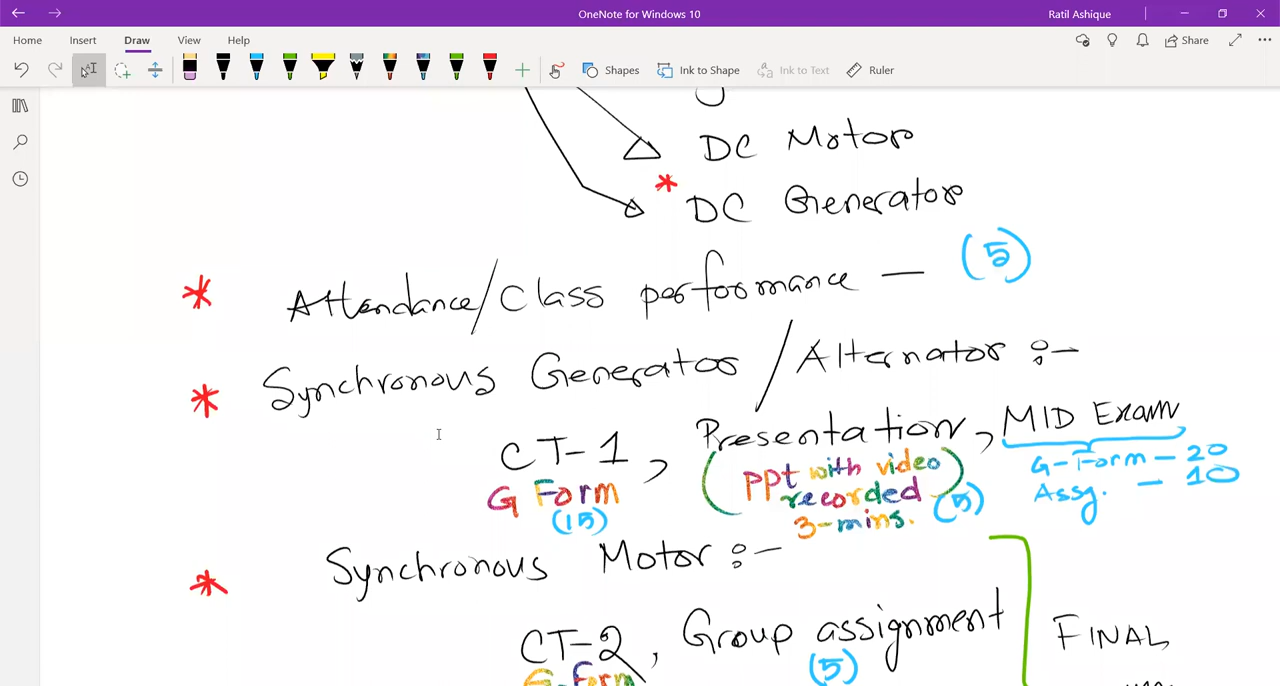 OneNote for Windows 10
Ratil Ashique
Home Insert Draw View Help
Share
Shapes Ink to Shape Ink to Text Ruler
DC Motor
* DC Generator
* Attendance/Class performance — (5)
* Synchronous Generator / Alternator :-
CT-1, Presentation, MID Exam
G Form (PPT with video recorded 3-mins.) (5) G-Form - 20
(15) Assg. - 10
* Synchronous Motor :-
CT-2, Group assignment FINAL
G-Form (5)